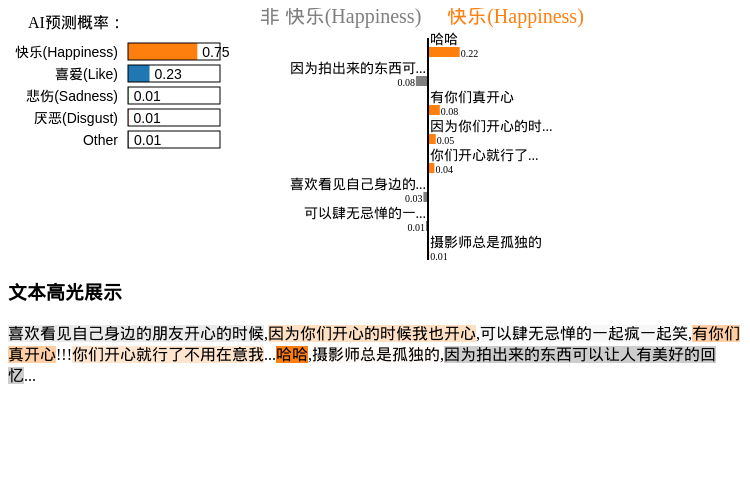 AI预测概率：
快乐(Happiness) 0.75
喜爱(Like) 0.23
悲伤(Sadness) 0.01
厌恶(Disgust) 0.01
Other 0.01
非 快乐(Happiness) 快乐(Happiness)
哈哈
0.22
因为拍出来的东西可...
0.08
有你们真开心
0.08
因为你们开心的时...
0.05
你们开心就行了...
0.04
喜欢看见自己身边的...
0.03
可以肆无忌惮的一...
0.01
摄影师总是孤独的
0.01
文本高光展示
喜欢看见自己身边的朋友开心的时候,因为你们开心的时候我也开心,可以肆无忌惮的一起疯一起笑,有你们
真开心!!!你们开心就行了不用在意我...哈哈,摄影师总是孤独的,因为拍出来的东西可以让人有美好的回
忆...